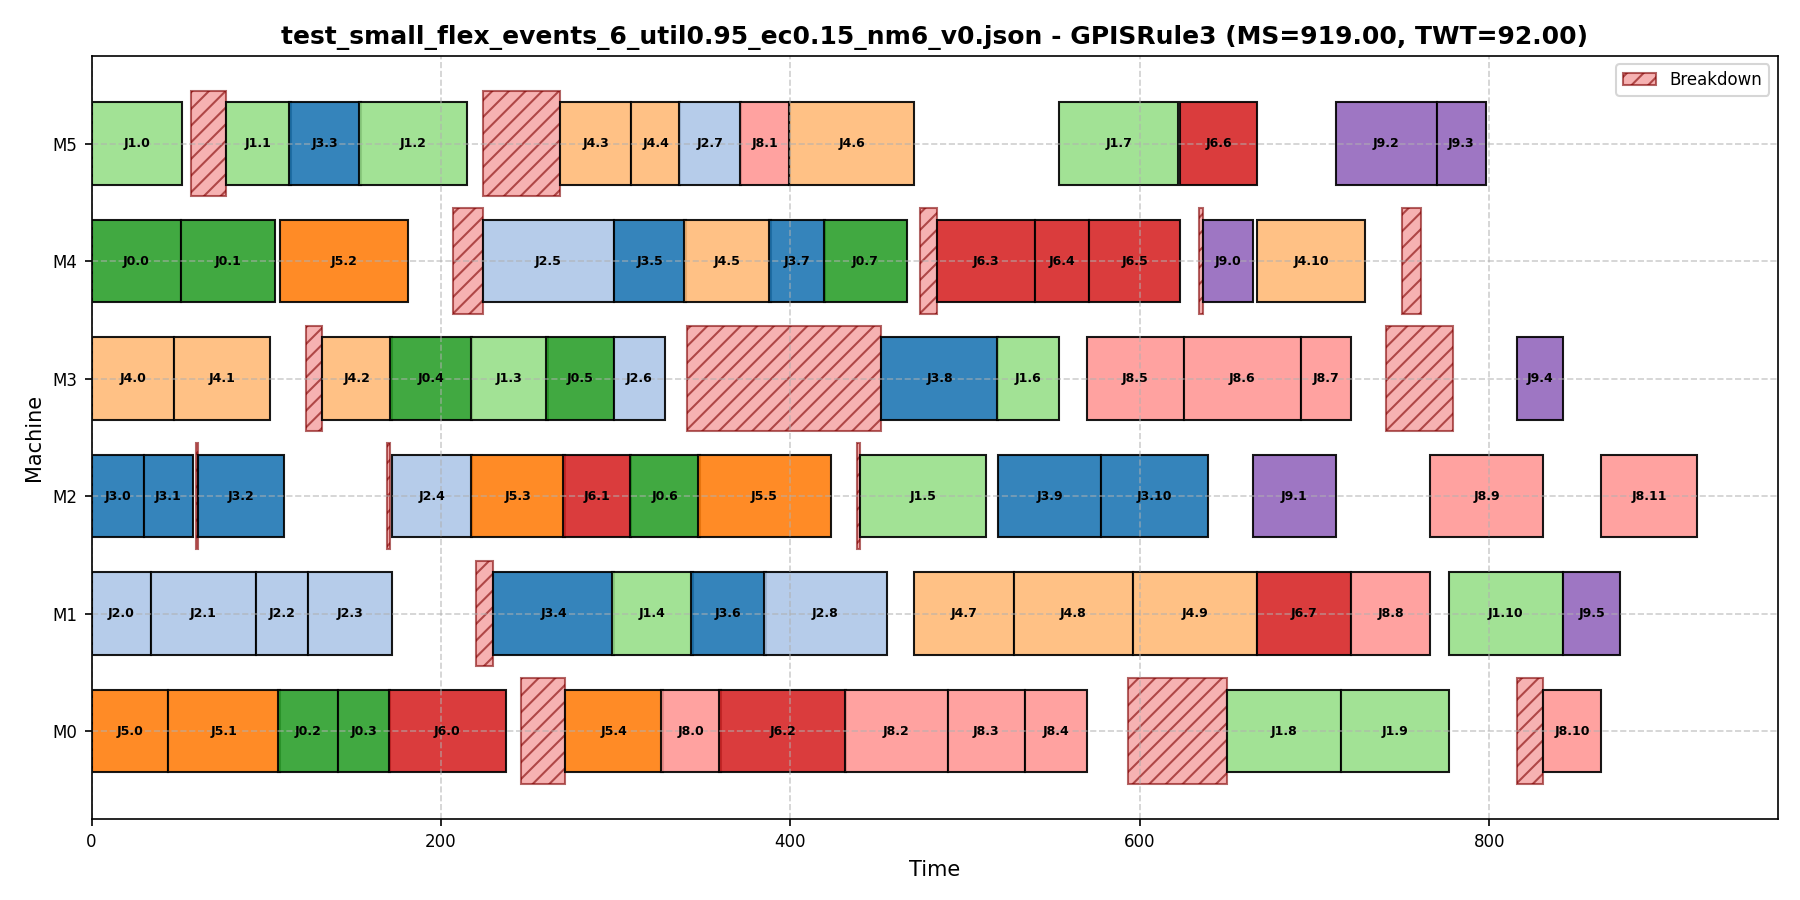 test_small_flex_events_6_util0.95_ec0.15_nm6_v0.json - GPISRule3 (MS=919.00, TWT=92.00)
Breakdown
M5 J1.0 J1.1 J3.3 J1.2 J4.3 J4.4 J2.7 J8.1 J4.6 J1.7 J6.6 J9.2 J9.3
M4 J0.0 J0.1 J5.2 J2.5 J3.5 J4.5 J3.7 J0.7 J6.3 J6.4 J6.5 J9.0 J4.10
M3 J4.0 J4.1 J4.2 J0.4 J1.3 J0.5 J2.6 J3.8 J1.6 J8.5 J8.6 J8.7 J9.4
M2 J3.0 J3.1 J3.2 J2.4 J5.3 J6.1 J0.6 J5.5 J1.5 J3.9 J3.10 J9.1 J8.9 J8.11
M1 J2.0 J2.1 J2.2 J2.3 J3.4 J1.4 J3.6 J2.8 J4.7 J4.8 J4.9 J6.7 J8.8 J1.10 J9.5
M0 J5.0 J5.1 J0.2 J0.3 J6.0 J5.4 J8.0 J6.2 J8.2 J8.3 J8.4 J1.8 J1.9 J8.10
Machine
0 200 400 600 800
Time